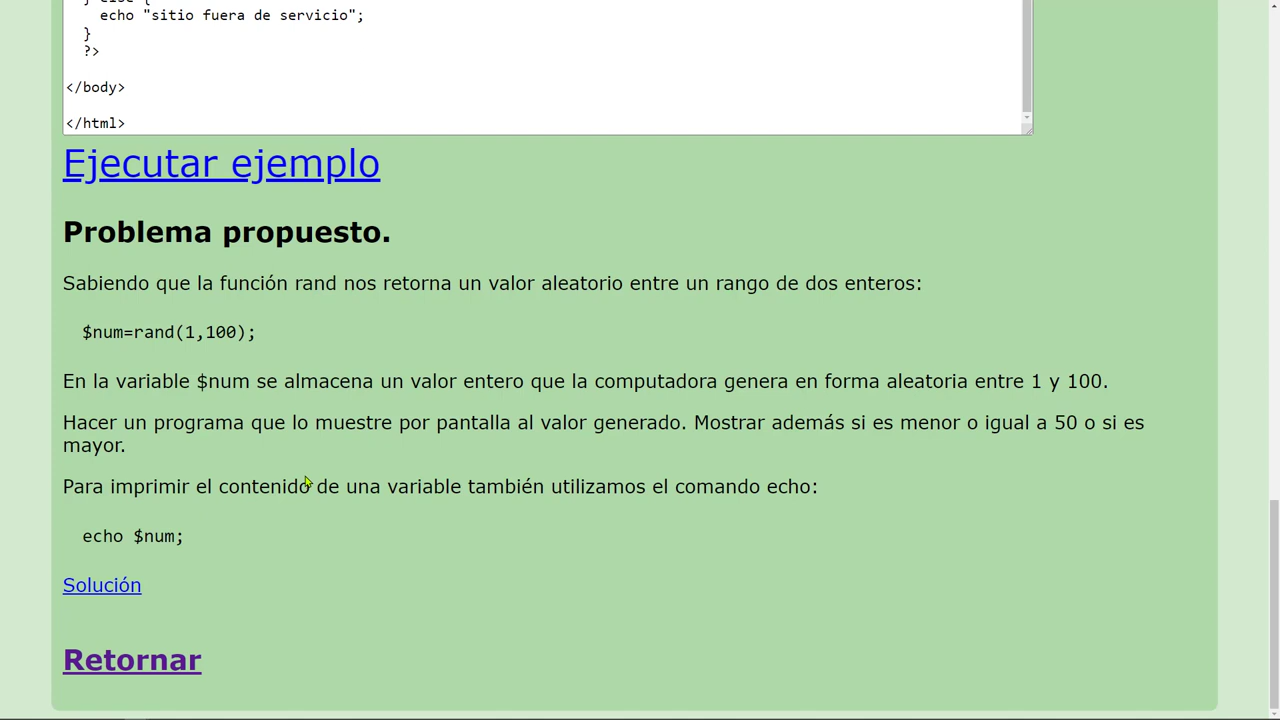 } else {
echo "sitio fuera de servicio";
}
?>
</body>
</html>
Ejecutar ejemplo
Problema propuesto.
Sabiendo que la función rand nos retorna un valor aleatorio entre un rango de dos enteros:
$num=rand(1,100);
En la variable $num se almacena un valor entero que la computadora genera en forma aleatoria entre 1 y 100.
Hacer un programa que lo muestre por pantalla al valor generado. Mostrar además si es menor o igual a 50 o si es
mayor.
Para imprimir el contenido de una variable también utilizamos el comando echo:
echo $num;
Solución
Retornar